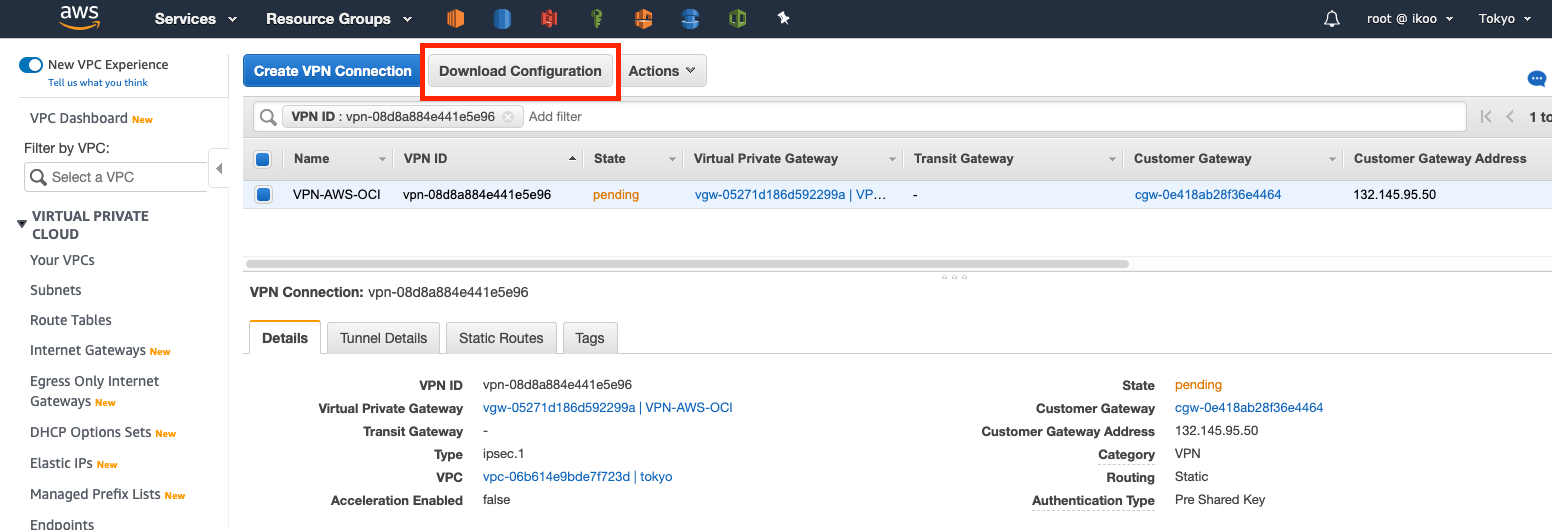 aws Services Resource Groups root @ ikoo Tokyo
New VPC Experience
Tell us what you think
VPC Dashboard New
Filter by VPC:
Select a VPC
VIRTUAL PRIVATE
CLOUD
Your VPCs
Subnets
Route Tables
Internet Gateways New
Egress Only Internet
Gateways New
DHCP Options Sets New
Elastic IPs New
Managed Prefix Lists New
Endpoints
Create VPN Connection Download Configuration Actions
VPN ID : vpn-08d8a884e441e5e96 Add filter 1 to
Name VPN ID State Virtual Private Gateway Transit Gateway Customer Gateway Customer Gateway Address
VPN-AWS-OCI vpn-08d8a884e441e5e96 pending vgw-05271d186d592299a | VP… - cgw-0e418ab28f36e4464 132.145.95.50
VPN Connection: vpn-08d8a884e441e5e96
Details Tunnel Details Static Routes Tags
VPN ID vpn-08d8a884e441e5e96 State pending
Virtual Private Gateway vgw-05271d186d592299a | VPN-AWS-OCI Customer Gateway cgw-0e418ab28f36e4464
Transit Gateway - Customer Gateway Address 132.145.95.50
Type ipsec.1 Category VPN
VPC vpc-06b614e9bde7f723d | tokyo Routing Static
Acceleration Enabled false Authentication Type Pre Shared Key